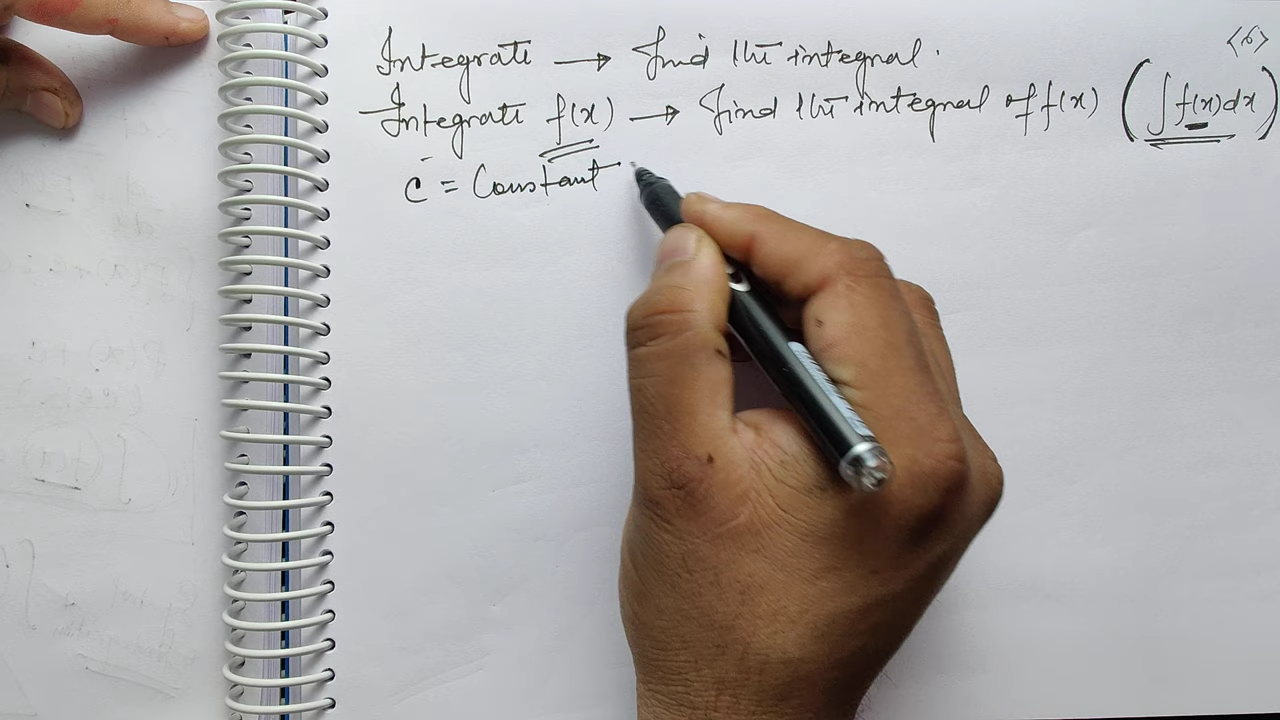 Integrate → find the integral.
Integrate f(x) → find the integral of f(x) (∫f(x)dx)
c = Constant